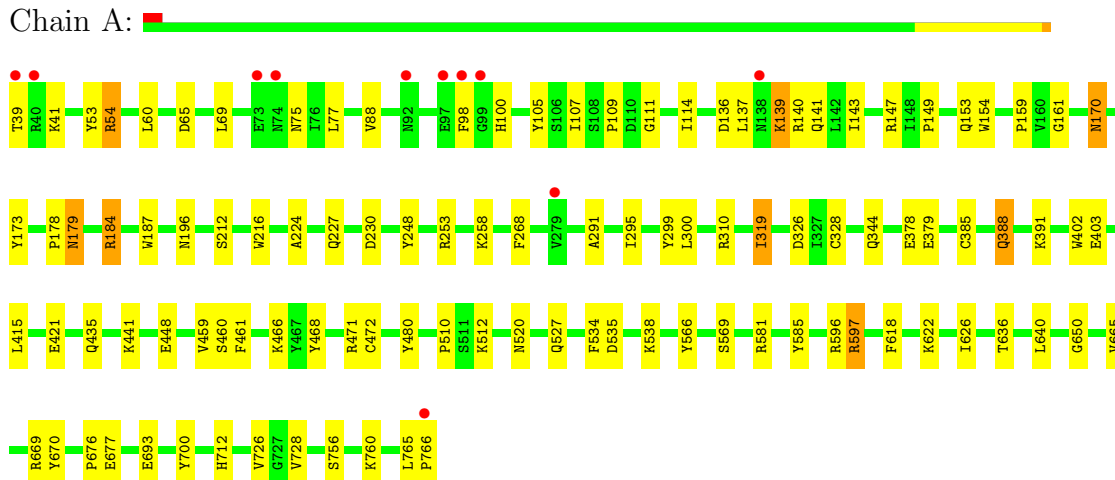 Chain A:
T39 R40 K41 Y53 R54 L60 D65 L69 E73 N74 N75 I76 L77 V88 N92 E97 F98 G99 H100 Y105 S106 I107 S108 P109 D110 G111 I114 D136 L137 N138 K139 R140 Q141 L142 I143 R147 I148 P149 Q153 W154 P159 V160 G161 N170
Y173 P178 N179 R184 W187 N196 S212 W216 A224 Q227 D230 Y248 R253 K258 F268 V279 A291 I295 Y299 L300 R310 I319 D326 I327 C328 Q344 E378 E379 C385 Q388 K391 W402 E403
L415 E421 Q435 K441 E448 V459 S460 F461 K466 Y467 Y468 R471 C472 Y480 P510 S511 K512 N520 Q527 F534 D535 K538 Y566 S569 R581 Y585 R596 R597 F618 K622 I626 T636 L640 G650 V665
R669 Y670 P676 E677 E693 Y700 H712 V726 G727 V728 S756 K760 L765 P766